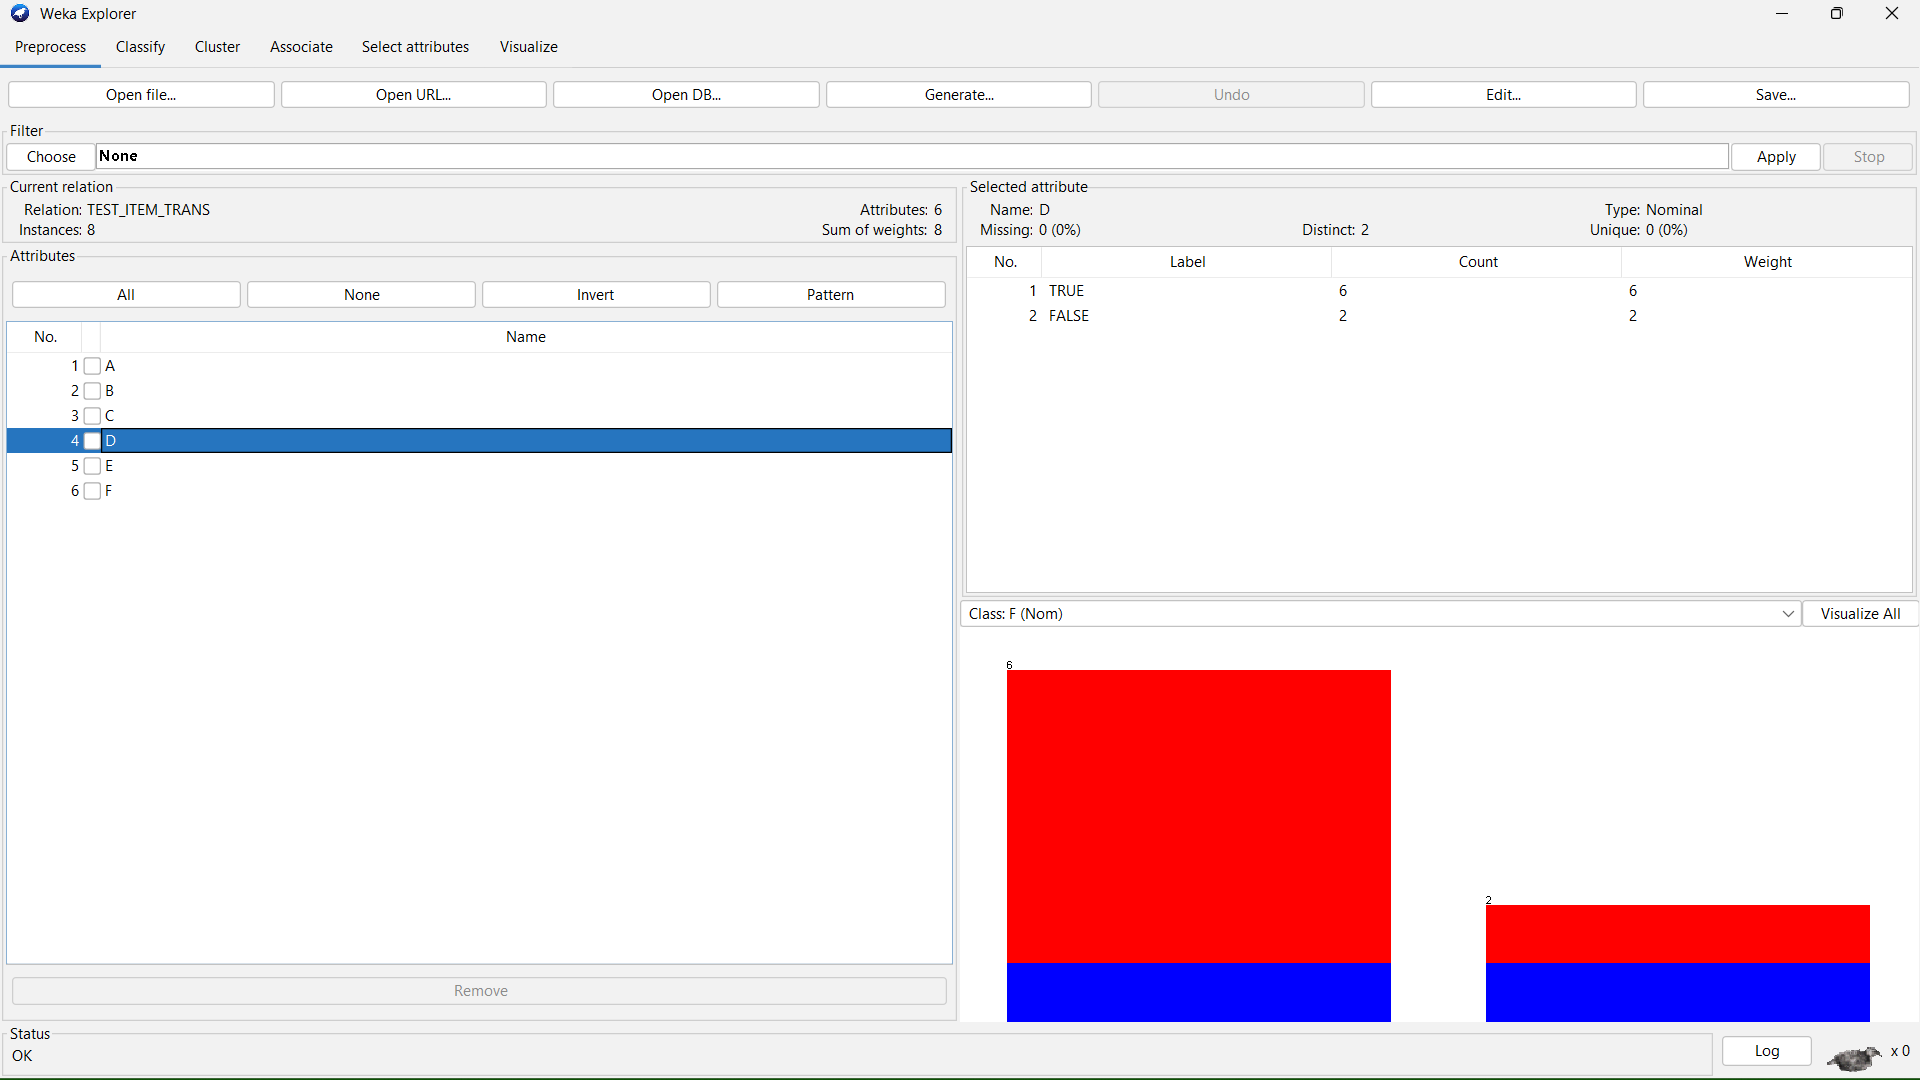 Weka Explorer
Preprocess Classify Cluster Associate Select attributes Visualize
Open file... Open URL... Open DB... Generate... Undo Edit... Save...
Filter
Choose None Apply Stop
Current relation
Relation: TEST_ITEM_TRANS Attributes: 6
Instances: 8 Sum of weights: 8
Attributes
All None Invert Pattern
No. Name
1 A
2 B
3 C
4 D
5 E
6 F
Remove
Selected attribute
Name: D Type: Nominal
Missing: 0 (0%) Distinct: 2 Unique: 0 (0%)
No. Label Count Weight
1 TRUE 6 6
2 FALSE 2 2
Class: F (Nom) Visualize All
6
2
Status
OK
Log x 0